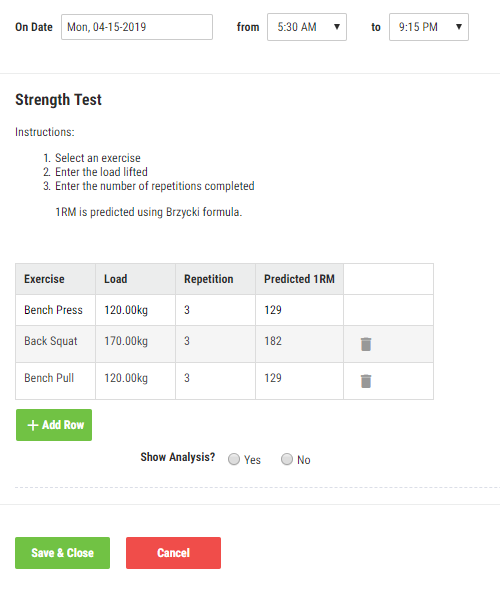 On Date Mon, 04-15-2019 from 5:30 AM to 9:15 PM
Strength Test
Instructions:
1. Select an exercise
2. Enter the load lifted
3. Enter the number of repetitions completed
1RM is predicted using Brzycki formula.
Exercise Load Repetition Predicted 1RM
Bench Press 120.00kg 3 129
Back Squat 170.00kg 3 182
Bench Pull 120.00kg 3 129
+ Add Row
Show Analysis? Yes No
Save & Close Cancel